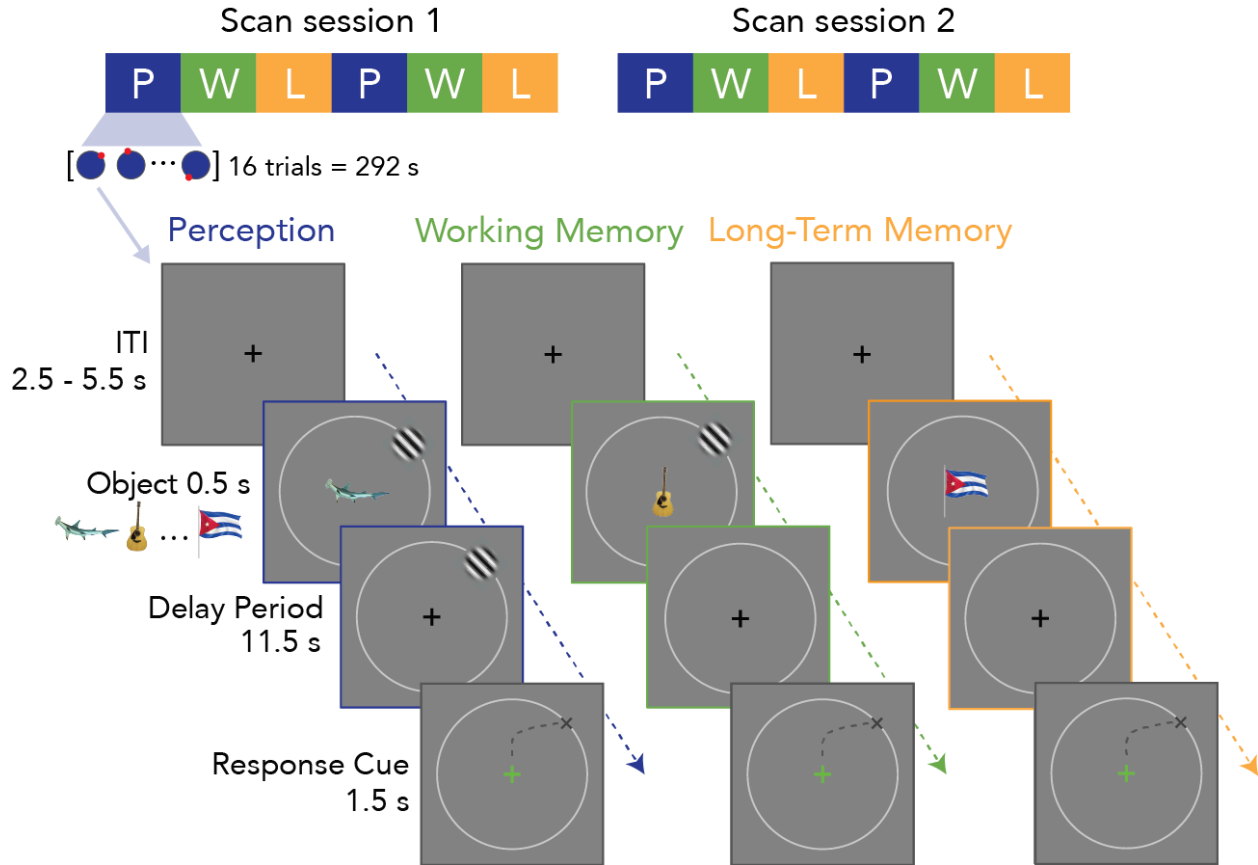 Scan session 1
Scan session 2
P W L P W L
P W L P W L
[ ... ] 16 trials = 292 s
Perception
Working Memory
Long-Term Memory
ITI
2.5 - 5.5 s
Object 0.5 s
...
Delay Period
11.5 s
Response Cue
1.5 s